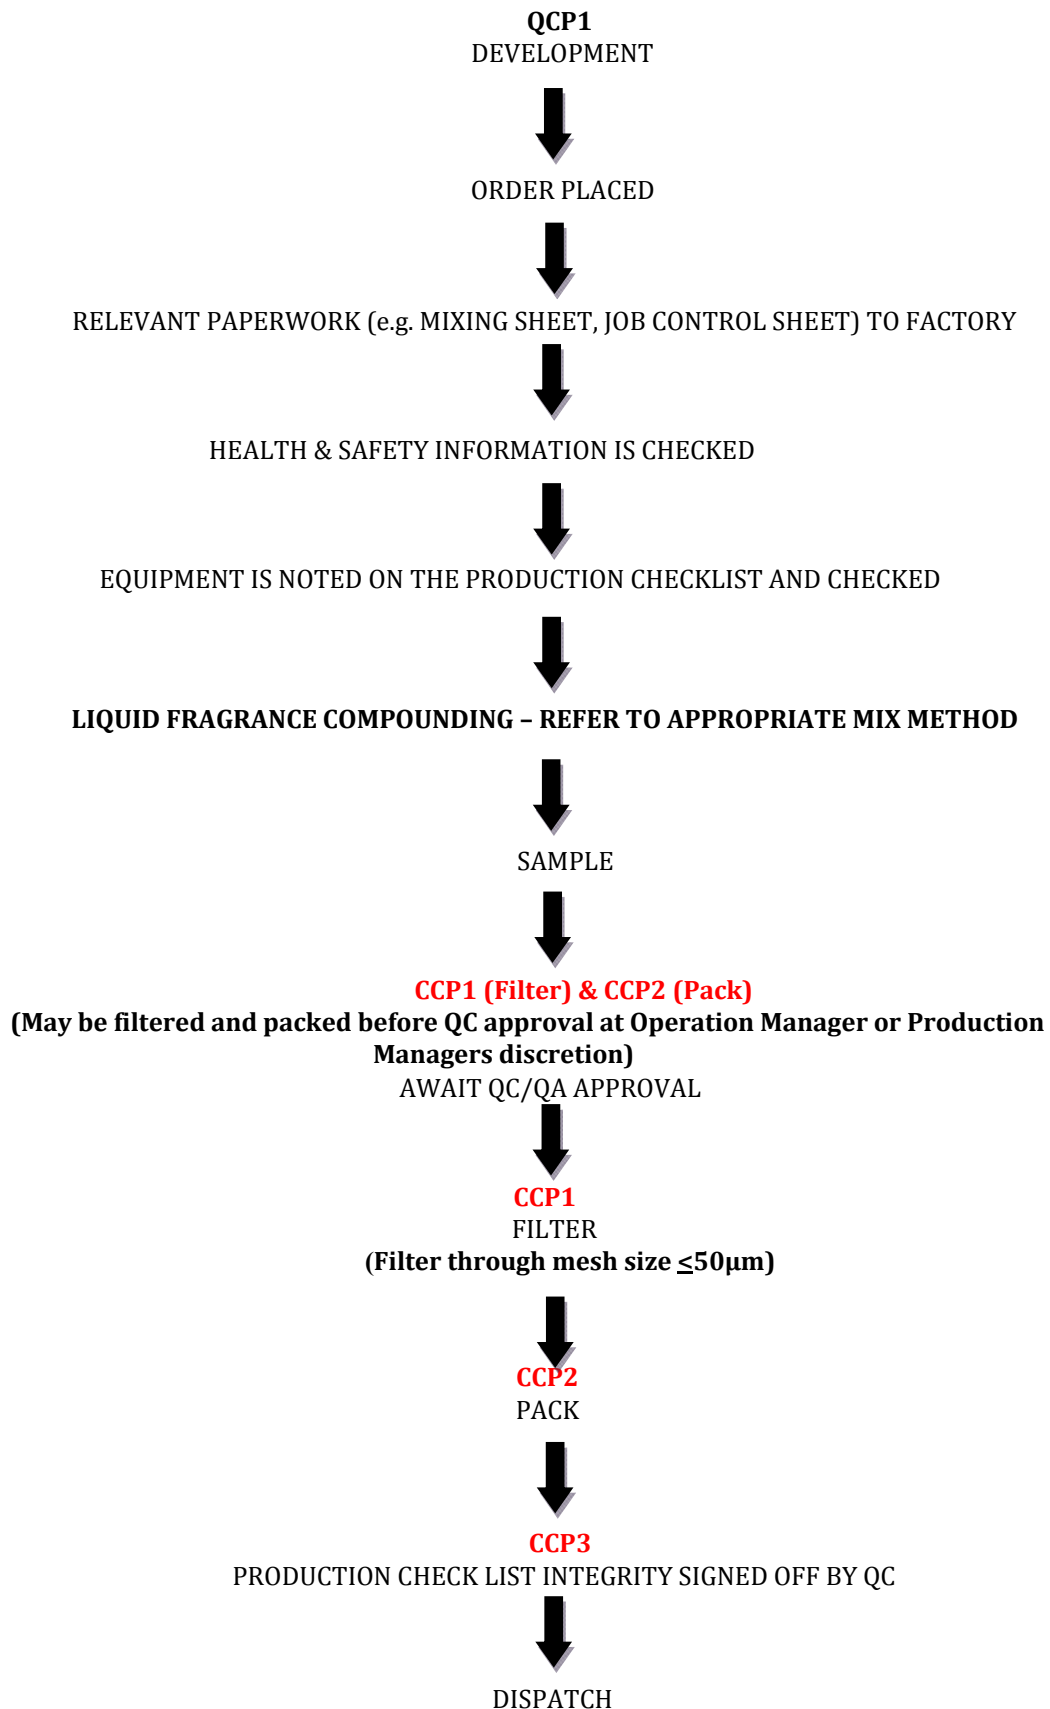 QCP1
DEVELOPMENT
ORDER PLACED
RELEVANT PAPERWORK (e.g. MIXING SHEET, JOB CONTROL SHEET) TO FACTORY
HEALTH & SAFETY INFORMATION IS CHECKED
EQUIPMENT IS NOTED ON THE PRODUCTION CHECKLIST AND CHECKED
LIQUID FRAGRANCE COMPOUNDING – REFER TO APPROPRIATE MIX METHOD
SAMPLE
CCP1 (Filter) & CCP2 (Pack)
(May be filtered and packed before QC approval at Operation Manager or Production
Managers discretion)
AWAIT QC/QA APPROVAL
CCP1
FILTER
(Filter through mesh size ≤50μm)
CCP2
PACK
CCP3
PRODUCTION CHECK LIST INTEGRITY SIGNED OFF BY QC
DISPATCH